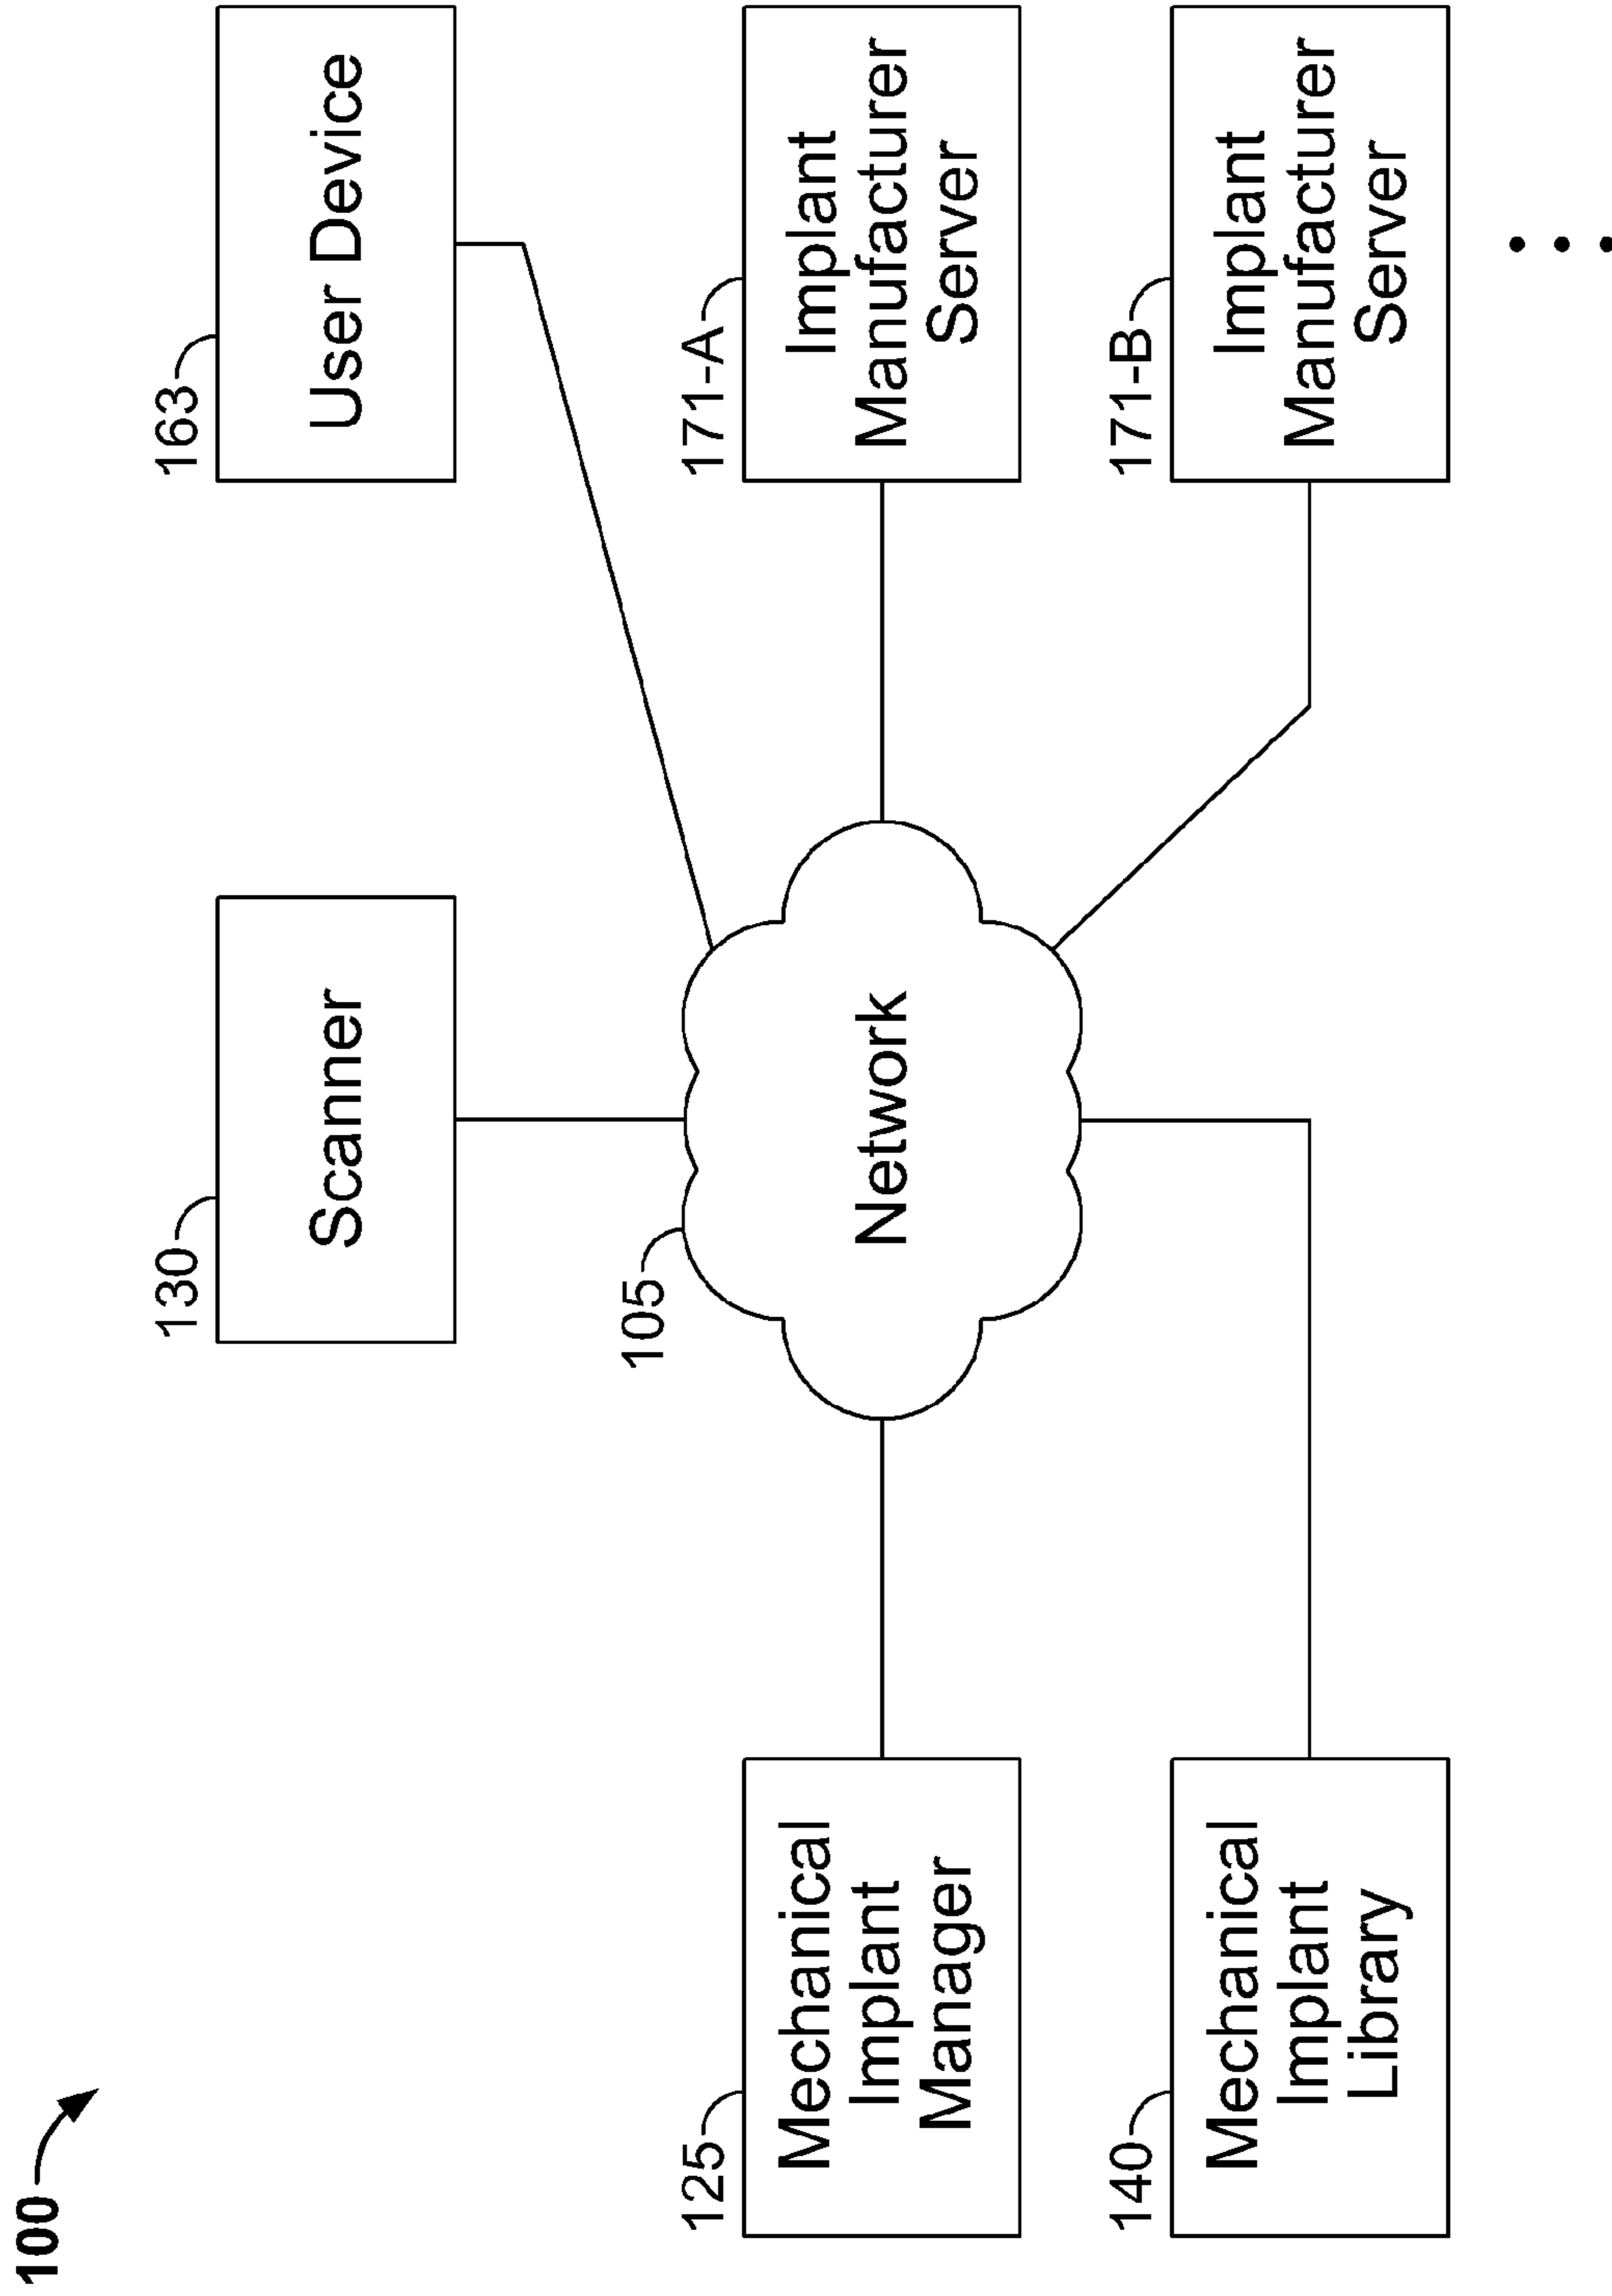 100
130
Scanner
163
User Device
125
Mechanical
Implant
Manager
105
Network
171-A
Implant
Manufacturer
Server
140
Mechanical
Implant
Library
171-B
Implant
Manufacturer
Server